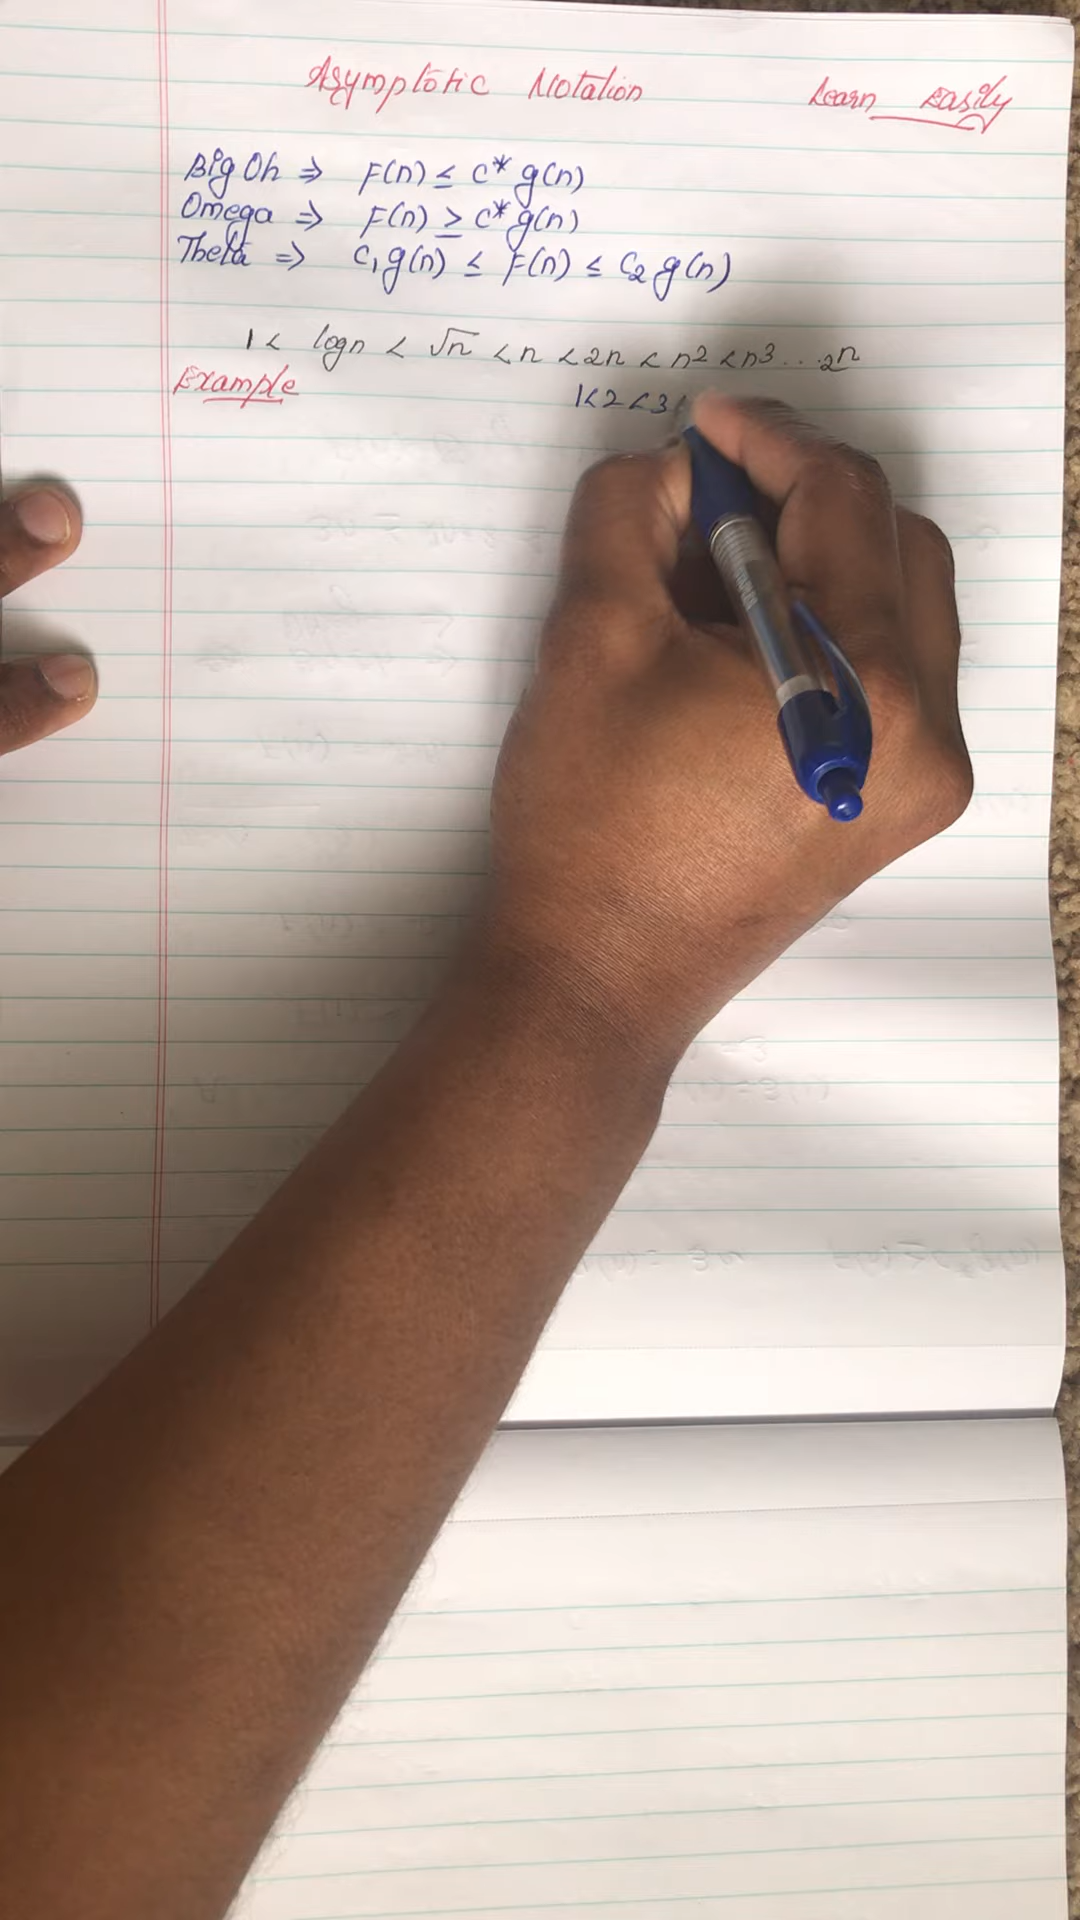 Asymptotic Notation Learn Easily
Big Oh ⇒ F(n) ≤ c* g(n)
Omega ⇒ F(n) ≥ c* g(n)
Theta ⇒ C₁g(n) ≤ F(n) ≤ C₂ g(n)
1 < logn < √n < n < 2n < n² < n³ ... 2ⁿ
Example 1<2<3<